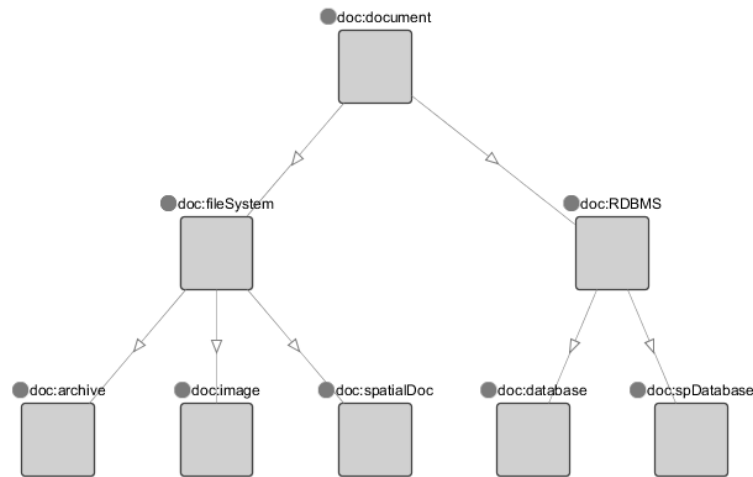 doc:document
doc:fileSystem
doc:RDBMS
doc:archive
doc:image
doc:spatialDoc
doc:database
doc:spDatabase